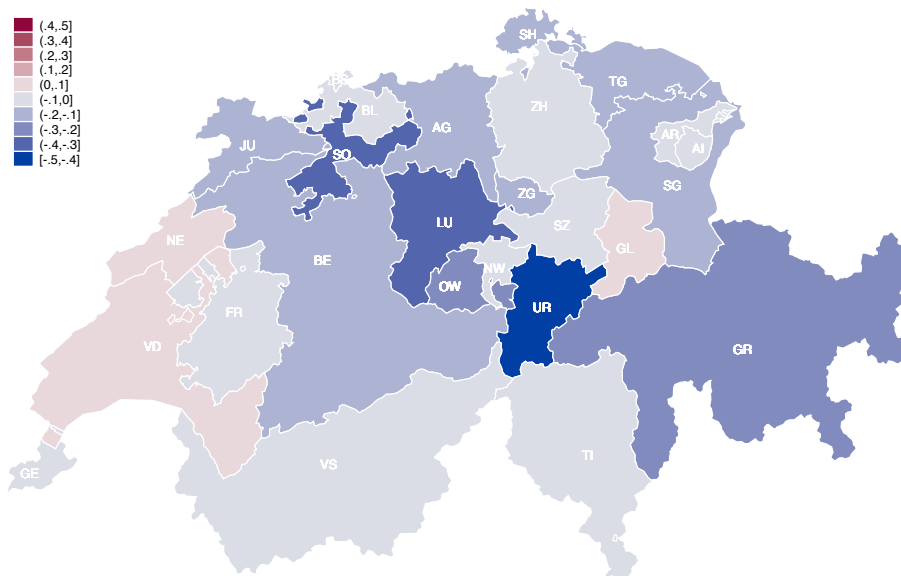 (.4,.5]
(.3,.4]
(.2,.3]
(.1,.2]
(0,.1]
(-.1,0]
(-.2,-.1]
(-.3,-.2]
(-.4,-.3]
[-.5,-.4]
SH
TG
BS
BL
ZH
AG
AR
AI
JU
SO
SG
ZG
LU
SZ
NE
GL
BE
NW
OW
UR
FR
VD
GR
TI
VS
GE